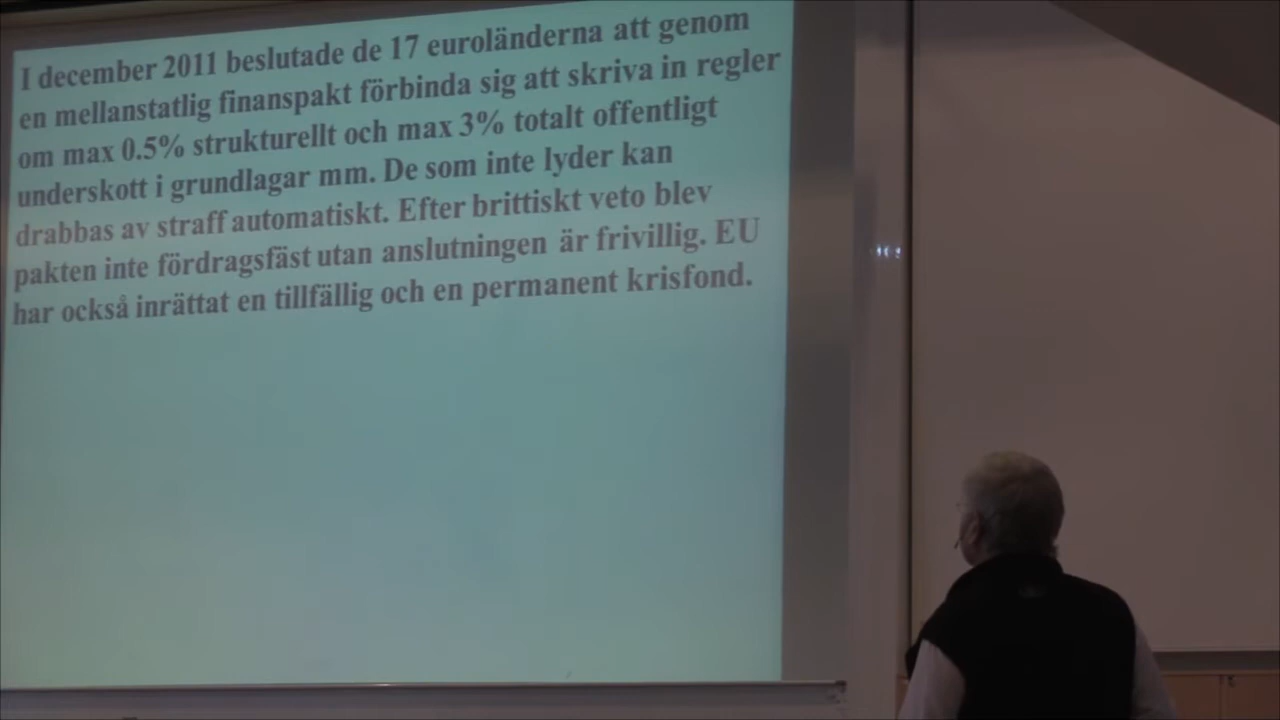 I december 2011 beslutade de 17 euroländerna att genom
en mellanstatlig finanspakt förbinda sig att skriva in regler
om max 0.5% strukturellt och max 3% totalt offentligt
underskott i grundlagar mm. De som inte lyder kan
drabbas av straff automatiskt. Efter brittiskt veto blev
pakten inte fördragsfäst utan anslutningen är frivillig. EU
har också inrättat en tillfällig och en permanent krisfond.